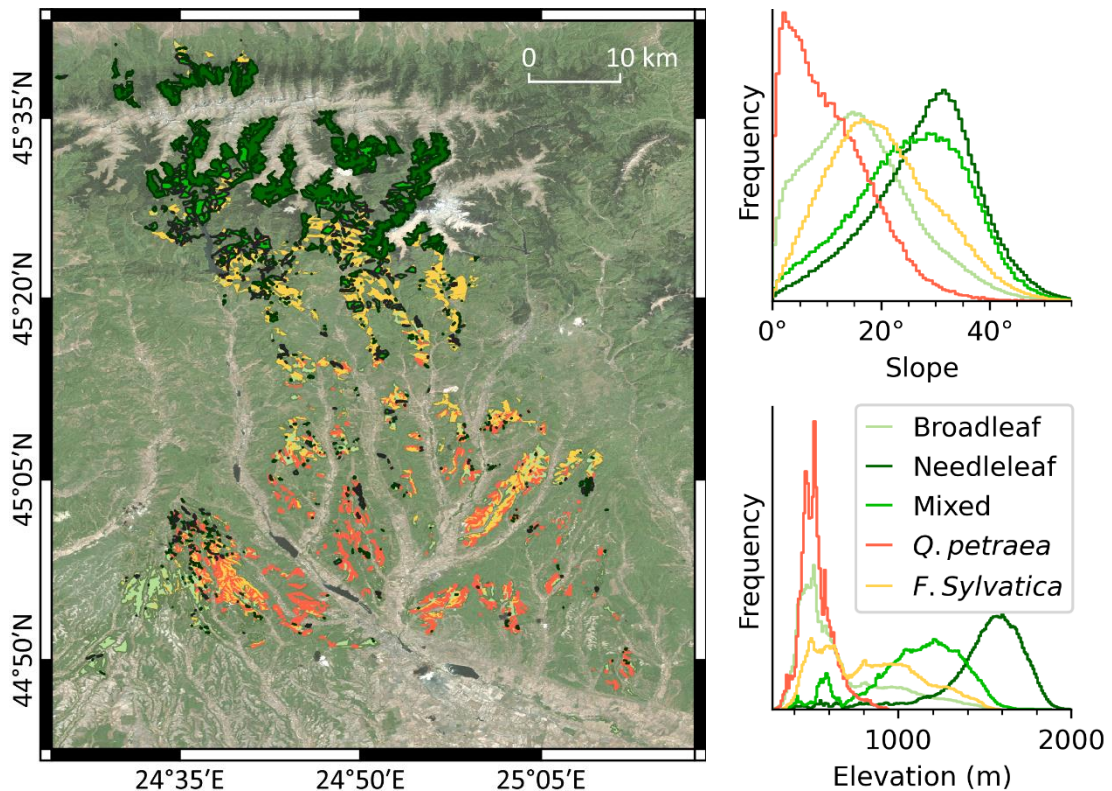 0 10 km
45°35′N
45°20′N
45°05′N
44°50′N
24°35′E 24°50′E 25°05′E
Frequency
0° 20° 40°
Slope
Frequency
Broadleaf
Needleleaf
Mixed
Q. petraea
F. Sylvatica
1000 2000
Elevation (m)